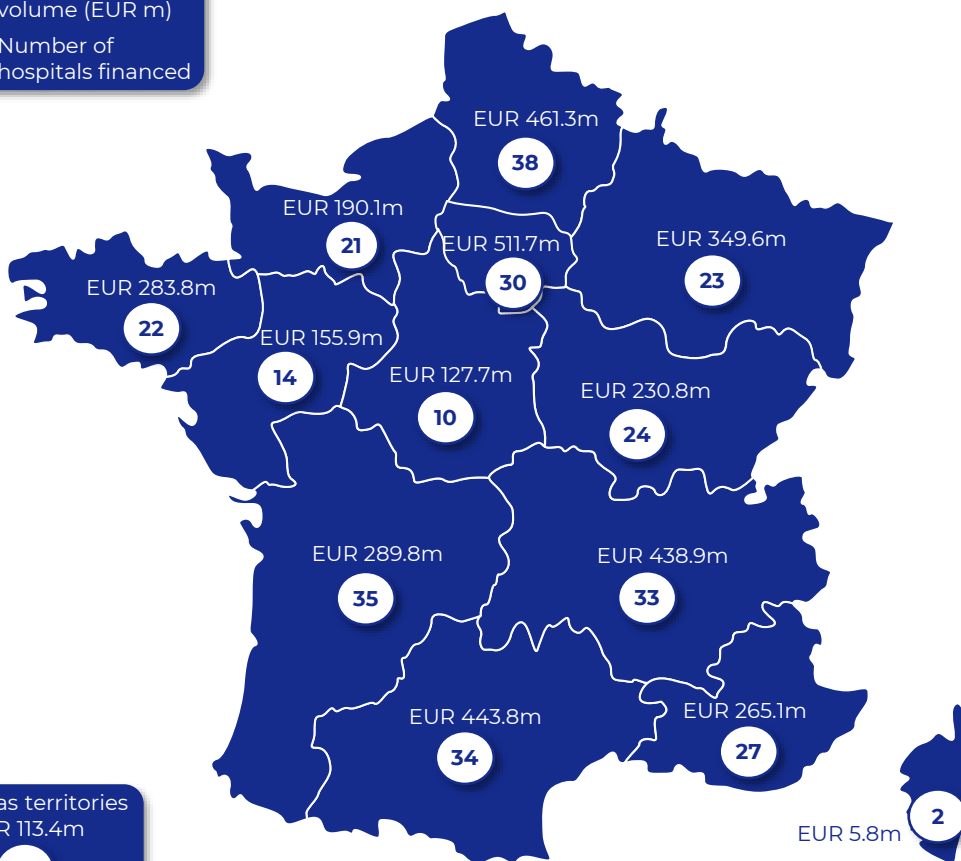 volume (EUR m)
Number of
hospitals financed
EUR 461.3m
38
EUR 190.1m
21
EUR 511.7m
30
EUR 349.6m
23
EUR 283.8m
22
EUR 155.9m
14
EUR 127.7m
10
EUR 230.8m
24
EUR 289.8m
35
EUR 438.9m
33
EUR 443.8m
34
EUR 265.1m
27
as territories
R 113.4m
2
EUR 5.8m